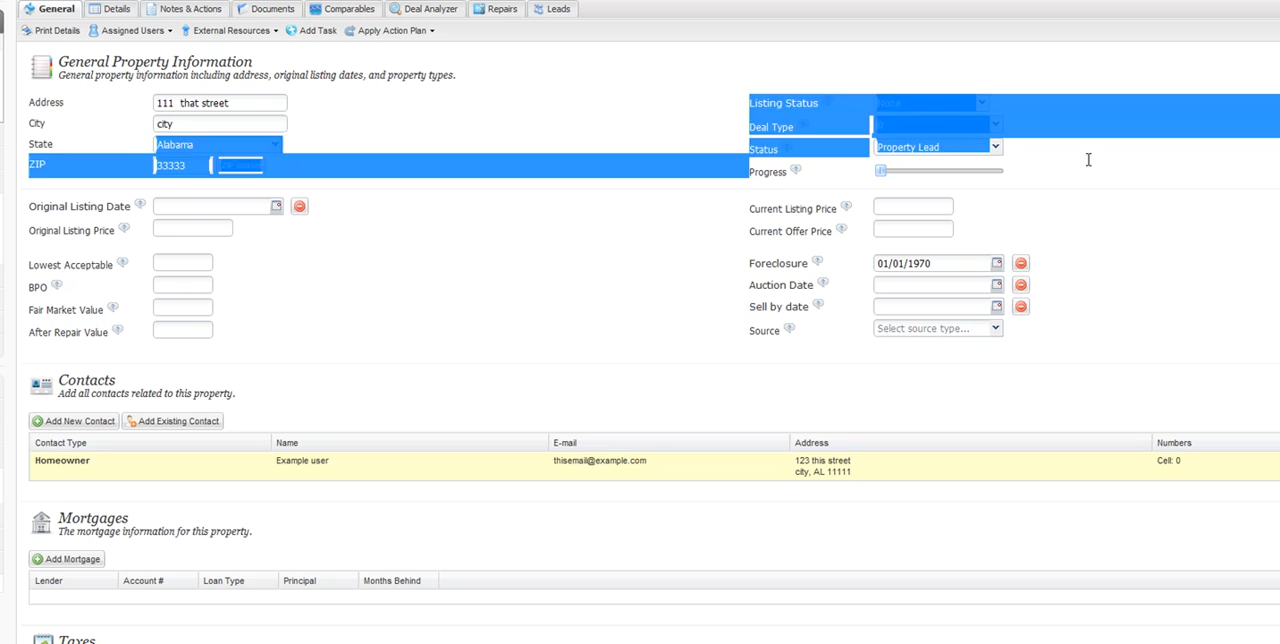 General Details Notes & Actions Documents Comparables Deal Analyzer Repairs Leads
Print Details Assigned Users External Resources Add Task Apply Action Plan
General Property Information
General property information including address, original listing dates, and property types.
Address 111 that street
City city
State Alabama
ZIP 33333
Listing Status None
Deal Type
Status Property Lead
Progress
Original Listing Date
Original Listing Price
Current Listing Price
Current Offer Price
Lowest Acceptable
BPO
Fair Market Value
After Repair Value
Foreclosure 01/01/1970
Auction Date
Sell by date
Source Select source type...
Contacts
Add all contacts related to this property.
Add New Contact Add Existing Contact
Contact Type Name E-mail Address Numbers
Homeowner Example user thisemail@example.com 123 this street Cell: 0
city, AL 11111
Mortgages
The mortgage information for this property.
Add Mortgage
Lender Account # Loan Type Principal Months Behind
Taxes